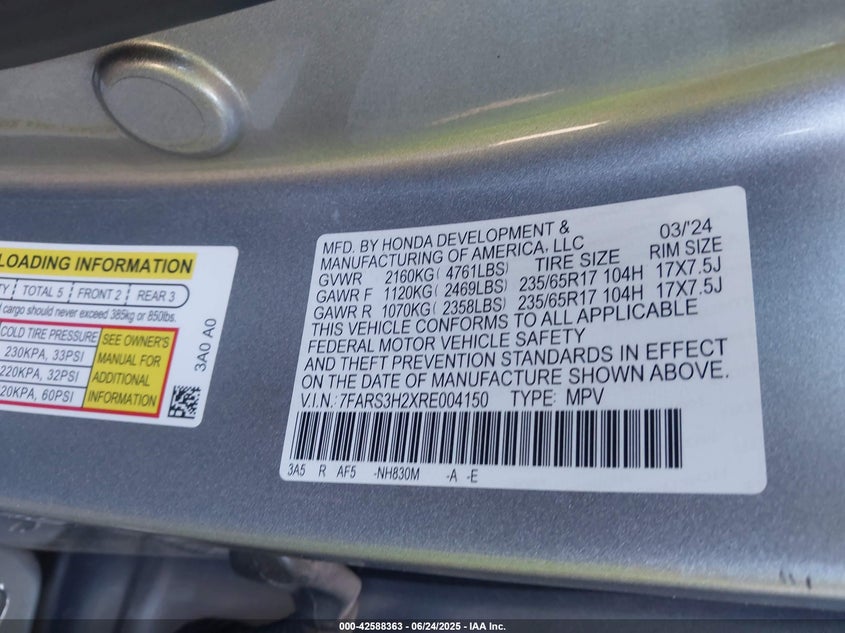 LOADING INFORMATION
TOTAL 5 FRONT 2 REAR 3
cargo should never exceed 385kg or 850lbs.
COLD TIRE PRESSURE
230KPA, 33PSI
220KPA, 32PSI
20KPA, 60PSI
SEE OWNER'S
MANUAL FOR
ADDITIONAL
INFORMATION
3A0 A0
MFD. BY HONDA DEVELOPMENT & 03/'24
MANUFACTURING OF AMERICA, LLC
GVWR 2160KG( 4761LBS) TIRE SIZE RIM SIZE
GAWR F 1120KG( 2469LBS) 235/65R17 104H 17X7.5J
GAWR R 1070KG( 2358LBS) 235/65R17 104H 17X7.5J
THIS VEHICLE CONFORMS TO ALL APPLICABLE
FEDERAL MOTOR VEHICLE SAFETY
AND THEFT PREVENTION STANDARDS IN EFFECT
ON THE DATE OF MANUFACTURE SHOWN ABOVE.
V.I.N.: 7FARS3H2XRE004150 TYPE: MPV
3A5 R AF5 -NH830M -A -E
000-42588363 - 06/24/2025 - IAA Inc.